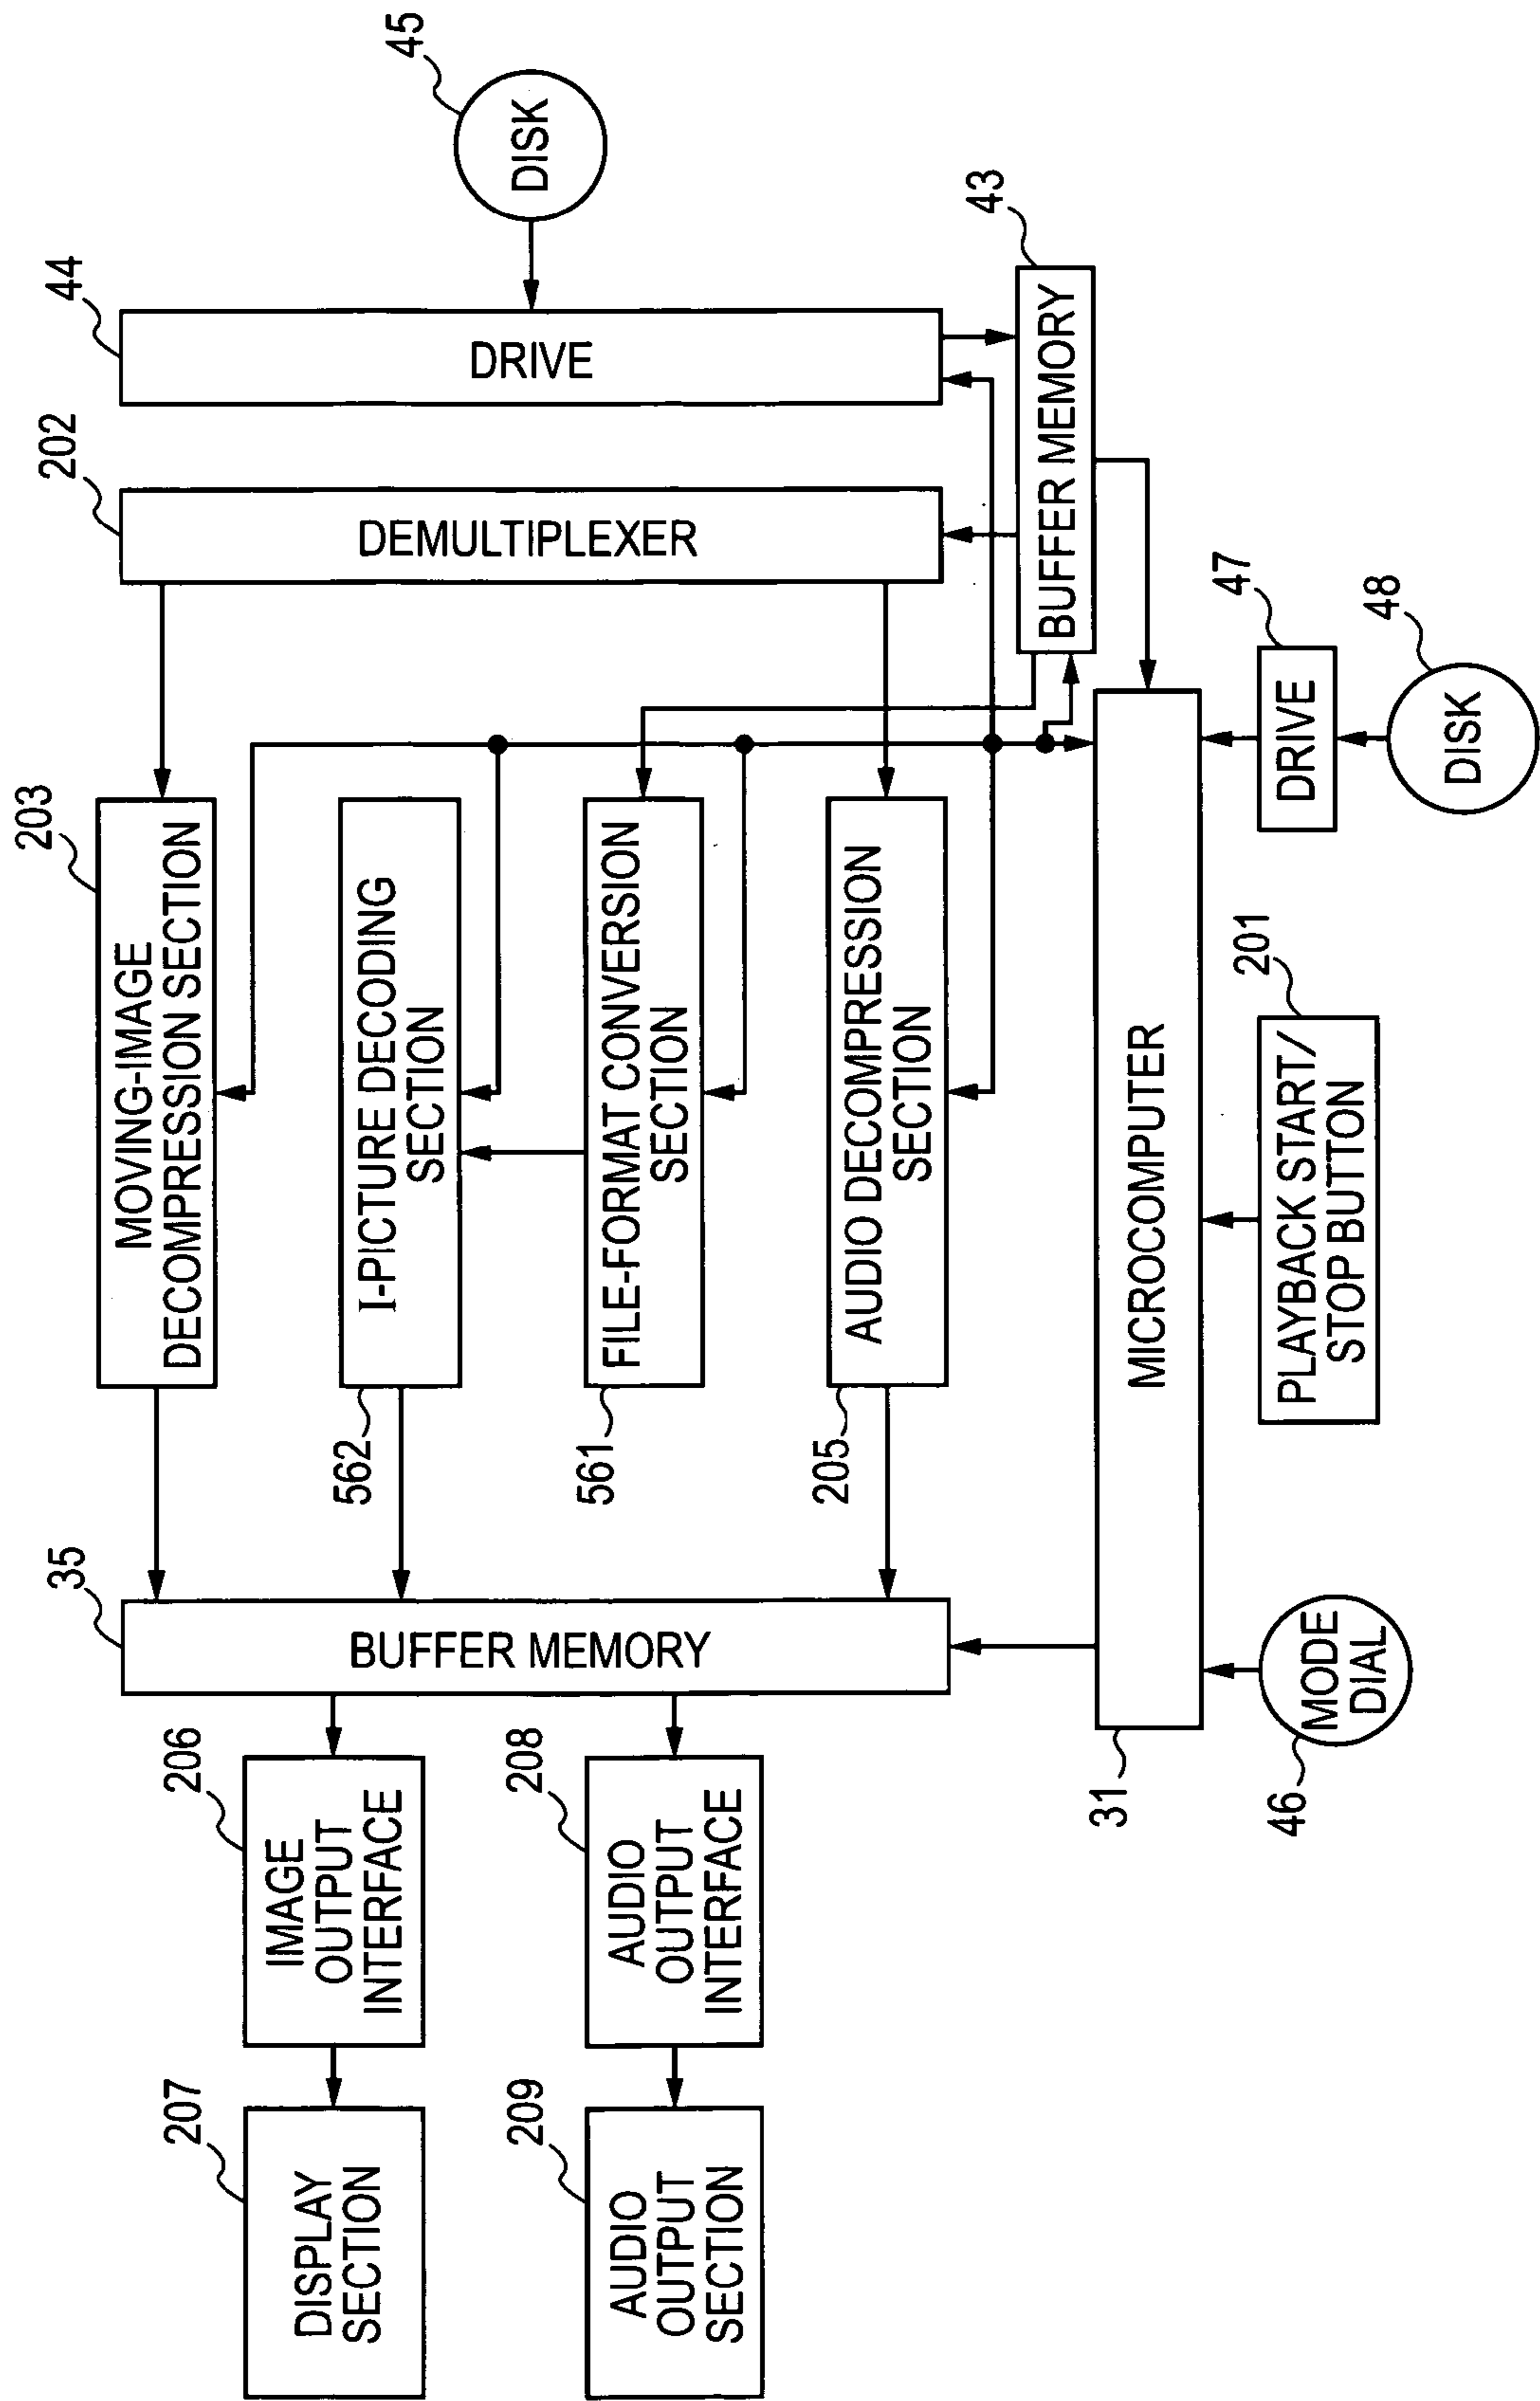 207
DISPLAY
SECTION
206
IMAGE
OUTPUT
INTERFACE
209
AUDIO
OUTPUT
SECTION
208
AUDIO
OUTPUT
INTERFACE
35
BUFFER MEMORY
203
MOVING-IMAGE
DECOMPRESSION SECTION
562
I-PICTURE DECODING
SECTION
561
FILE-FORMAT CONVERSION
SECTION
205
AUDIO DECOMPRESSION
SECTION
202
DEMULTIPLEXER
44
DRIVE
45
DISK
43
BUFFER MEMORY
31
MICROCOMPUTER
46
MODE
DIAL
201
PLAYBACK START/
STOP BUTTON
47
DRIVE
48
DISK